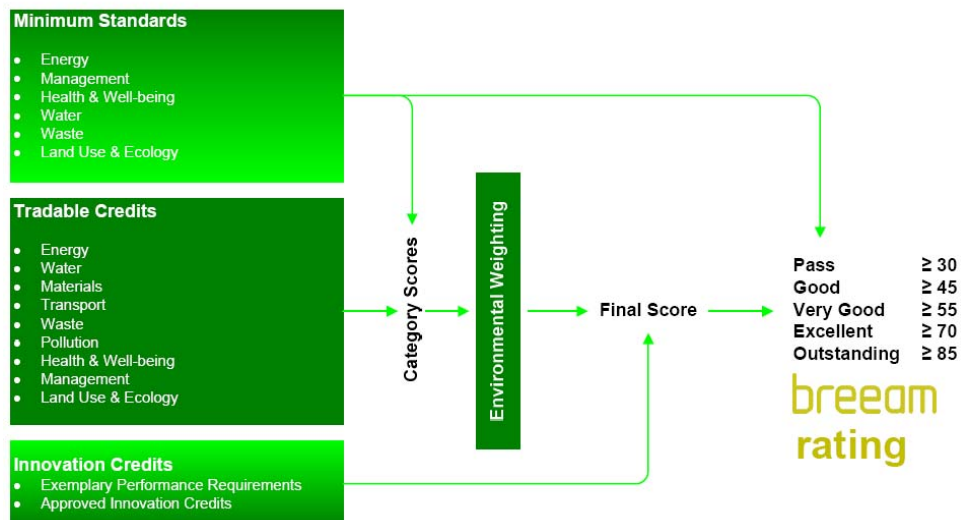 Minimum Standards
• Energy
• Management
• Health & Well-being
• Water
• Waste
• Land Use & Ecology
Tradable Credits
• Energy
• Water
• Materials
• Transport
• Waste
• Pollution
• Health & Well-being
• Management
• Land Use & Ecology
Innovation Credits
• Exemplary Performance Requirements
• Approved Innovation Credits
Category Scores
Environmental Weighting
Final Score
Pass ≥ 30
Good ≥ 45
Very Good ≥ 55
Excellent ≥ 70
Outstanding ≥ 85
breeam
rating